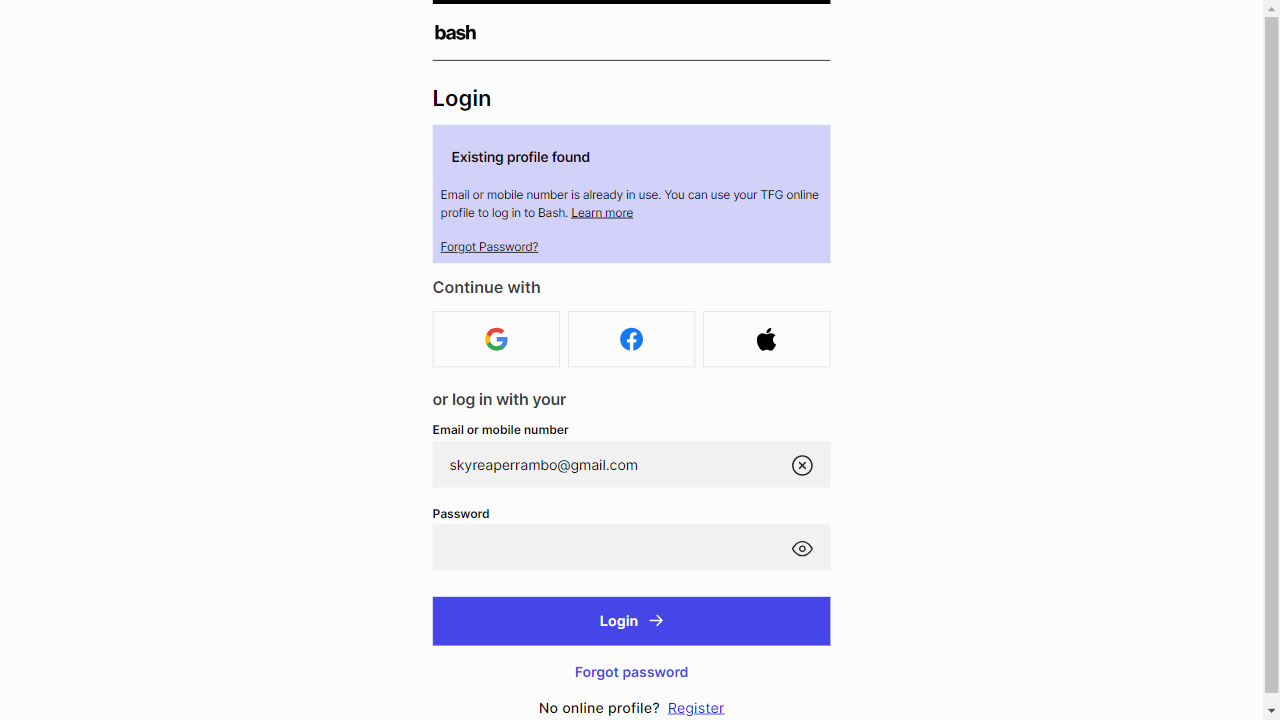 bash
Login
Existing profile found
Email or mobile number is already in use. You can use your TFG online
profile to log in to Bash. Learn more
Forgot Password?
Continue with
or log in with your
Email or mobile number
skyreaperrambo@gmail.com
Password
Login
Forgot password
No online profile? Register